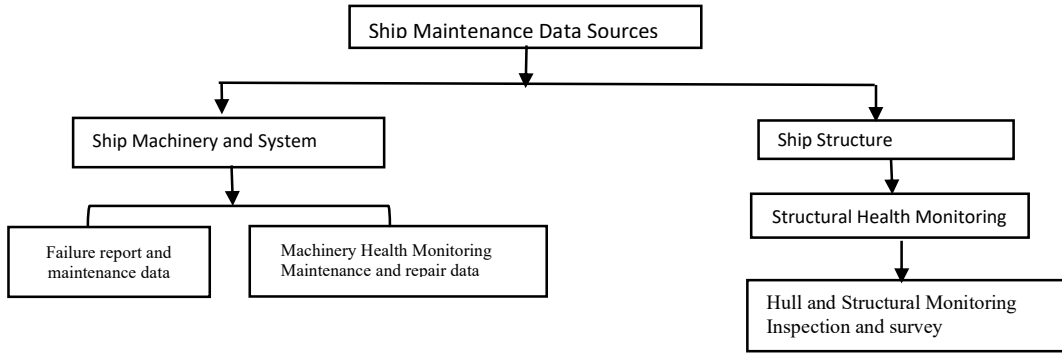 Ship Maintenance Data Sources
Ship Machinery and System
Ship Structure
Structural Health Monitoring
Failure report and
maintenance data
Machinery Health Monitoring
Maintenance and repair data
Hull and Structural Monitoring
Inspection and survey